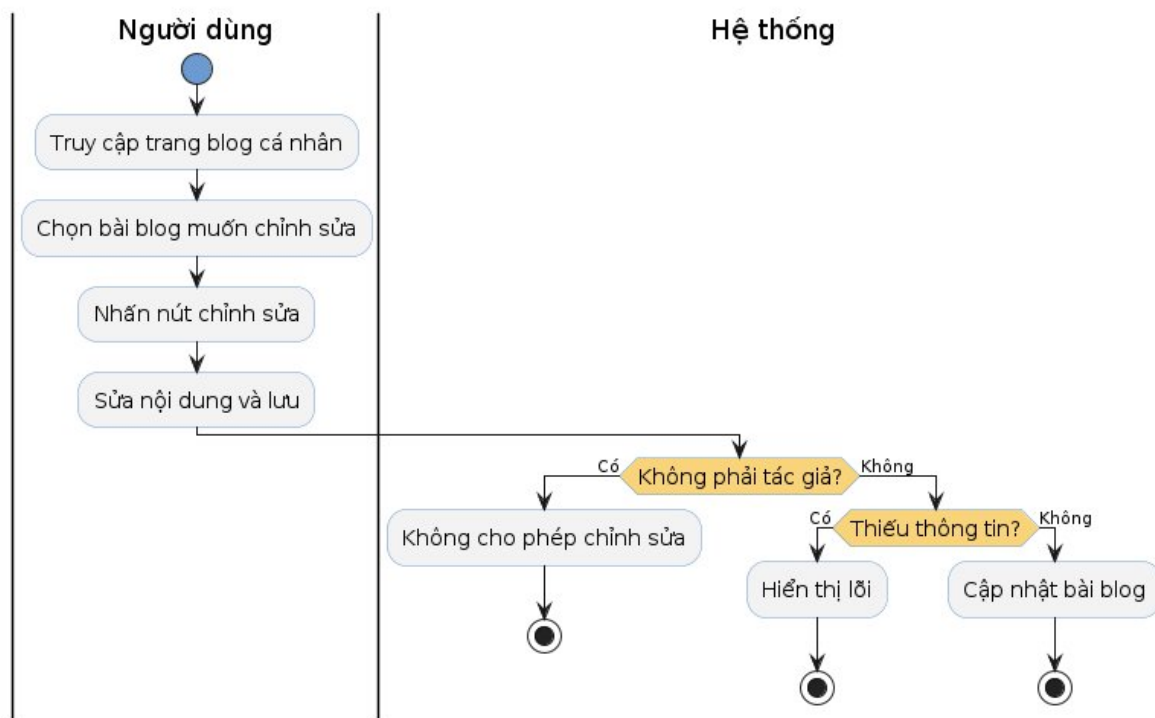 Người dùng
Hệ thống
Truy cập trang blog cá nhân
Chọn bài blog muốn chỉnh sửa
Nhấn nút chỉnh sửa
Sửa nội dung và lưu
Có
Không phải tác giả?
Không
Không cho phép chỉnh sửa
Có
Thiếu thông tin?
Không
Hiển thị lỗi
Cập nhật bài blog